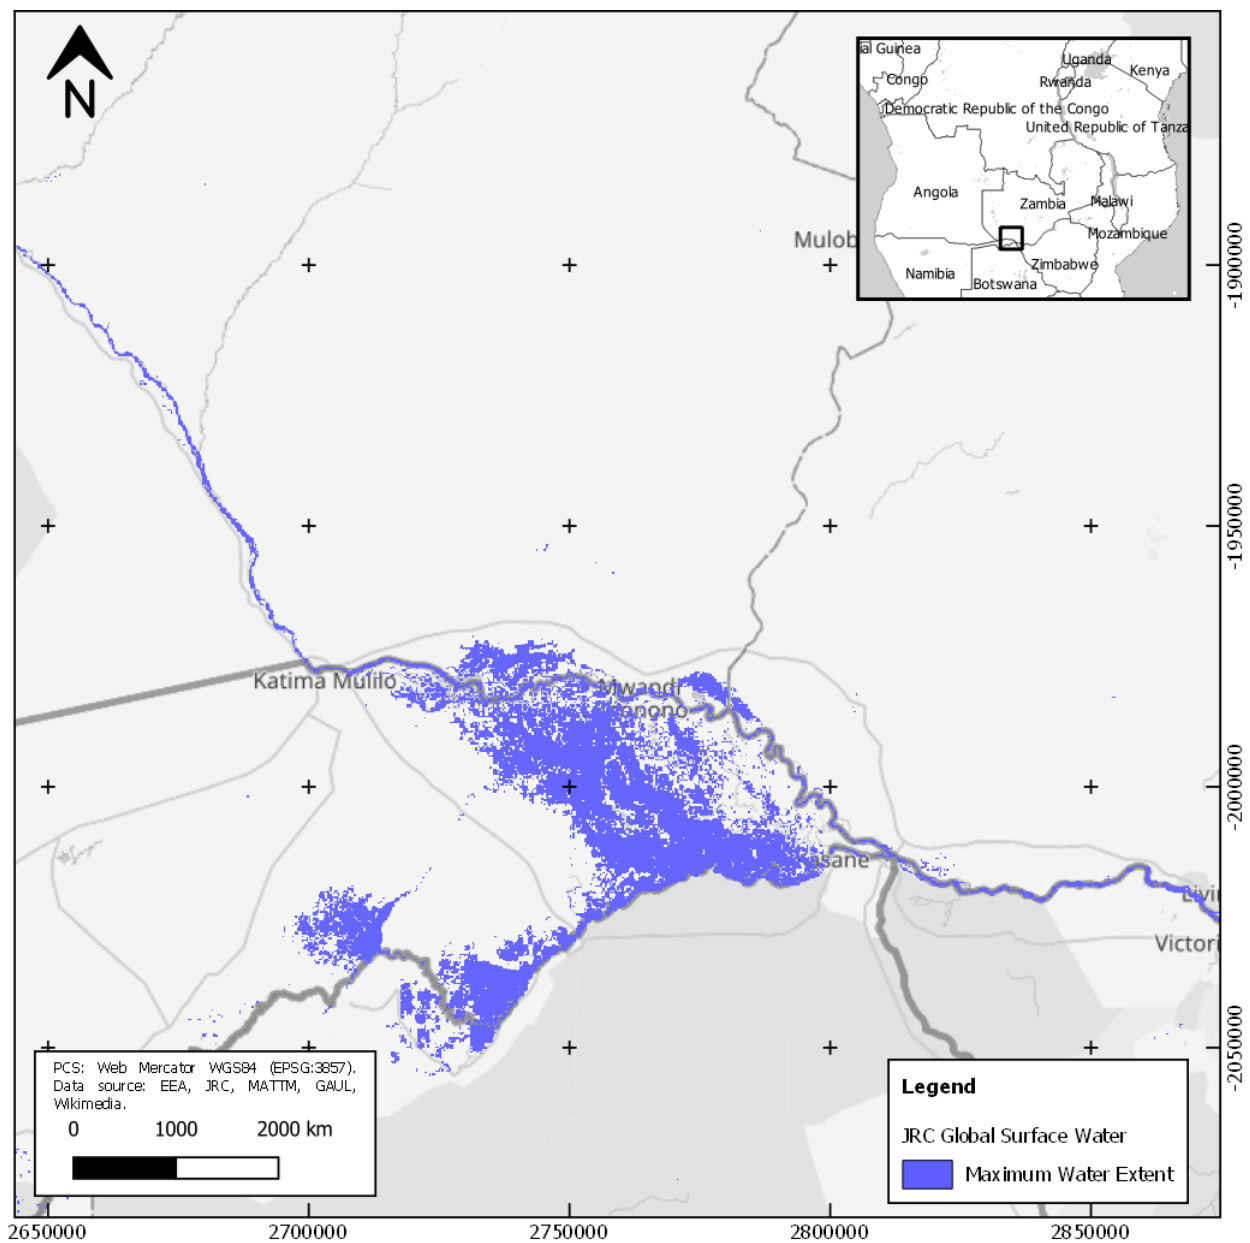 N
ial Guinea
Uganda
Congo
Rwanda
Kenya
Democratic Republic of the Congo
United Republic of Tanza
Angola
Zambia
Malawi
Mozambique
Namibia
Zimbabwe
Botswana
Mulob
-1900000
-1950000
Katima Mulilo
Mwandi
-2000000
Kasane
Livin
Victori
-2050000
PCS: Web Mercator WGS84 (EPSG:3857).
Data source: EEA, JRC, MATTM, GAUL,
Wikimedia.
0 1000 2000 km
Legend
JRC Global Surface Water
Maximum Water Extent
2650000 2700000 2750000 2800000 2850000